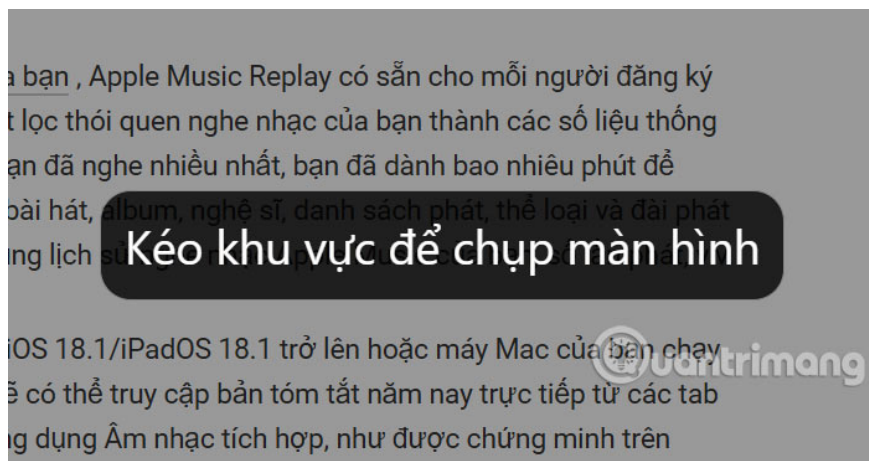 bạn , Apple Music Replay có sẵn cho mỗi người đăng ký
lọc thói quen nghe nhạc của bạn thành các số liệu thống
đã nghe nhiều nhất, bạn đã dành bao nhiêu phút để
bài hát, album, nghệ sĩ, danh sách phát, thể loại và đài phát
Kéo khu vực để chụp màn hình
lịch
iOS 18.1/iPadOS 18.1 trở lên hoặc máy Mac của bạn chạy
Quantrimang
có thể truy cập bản tóm tắt năm nay trực tiếp từ các tab
dụng Âm nhạc tích hợp, như được chứng minh trên